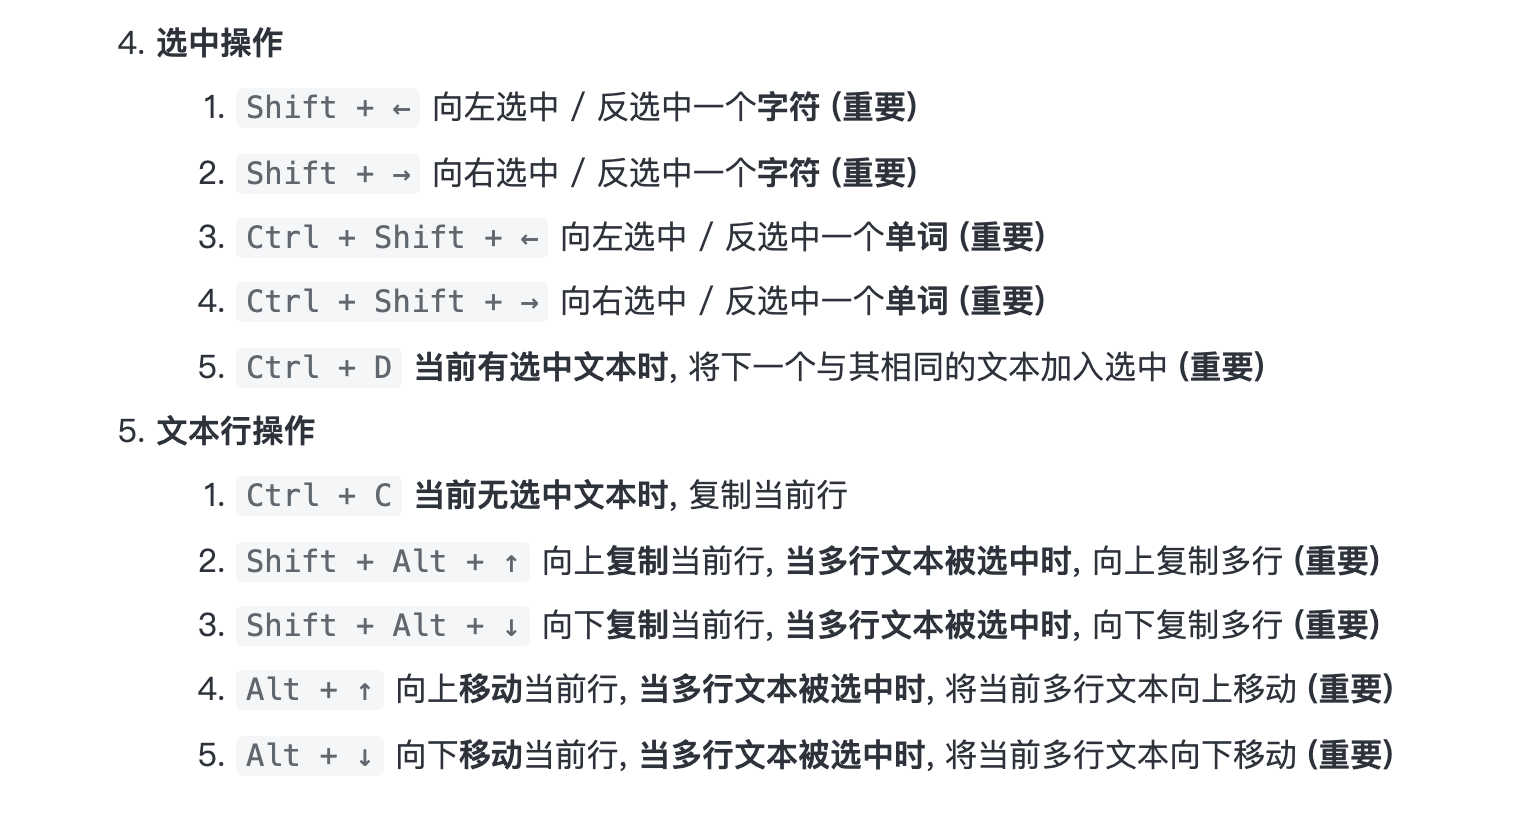 4. 选中操作
1. Shift + ← 向左选中 / 反选中一个字符 (重要)
2. Shift + → 向右选中 / 反选中一个字符 (重要)
3. Ctrl + Shift + ← 向左选中 / 反选中一个单词 (重要)
4. Ctrl + Shift + → 向右选中 / 反选中一个单词 (重要)
5. Ctrl + D 当前有选中文本时, 将下一个与其相同的文本加入选中 (重要)
5. 文本行操作
1. Ctrl + C 当前无选中文本时, 复制当前行
2. Shift + Alt + ↑ 向上复制当前行, 当多行文本被选中时, 向上复制多行 (重要)
3. Shift + Alt + ↓ 向下复制当前行, 当多行文本被选中时, 向下复制多行 (重要)
4. Alt + ↑ 向上移动当前行, 当多行文本被选中时, 将当前多行文本向上移动 (重要)
5. Alt + ↓ 向下移动当前行, 当多行文本被选中时, 将当前多行文本向下移动 (重要)